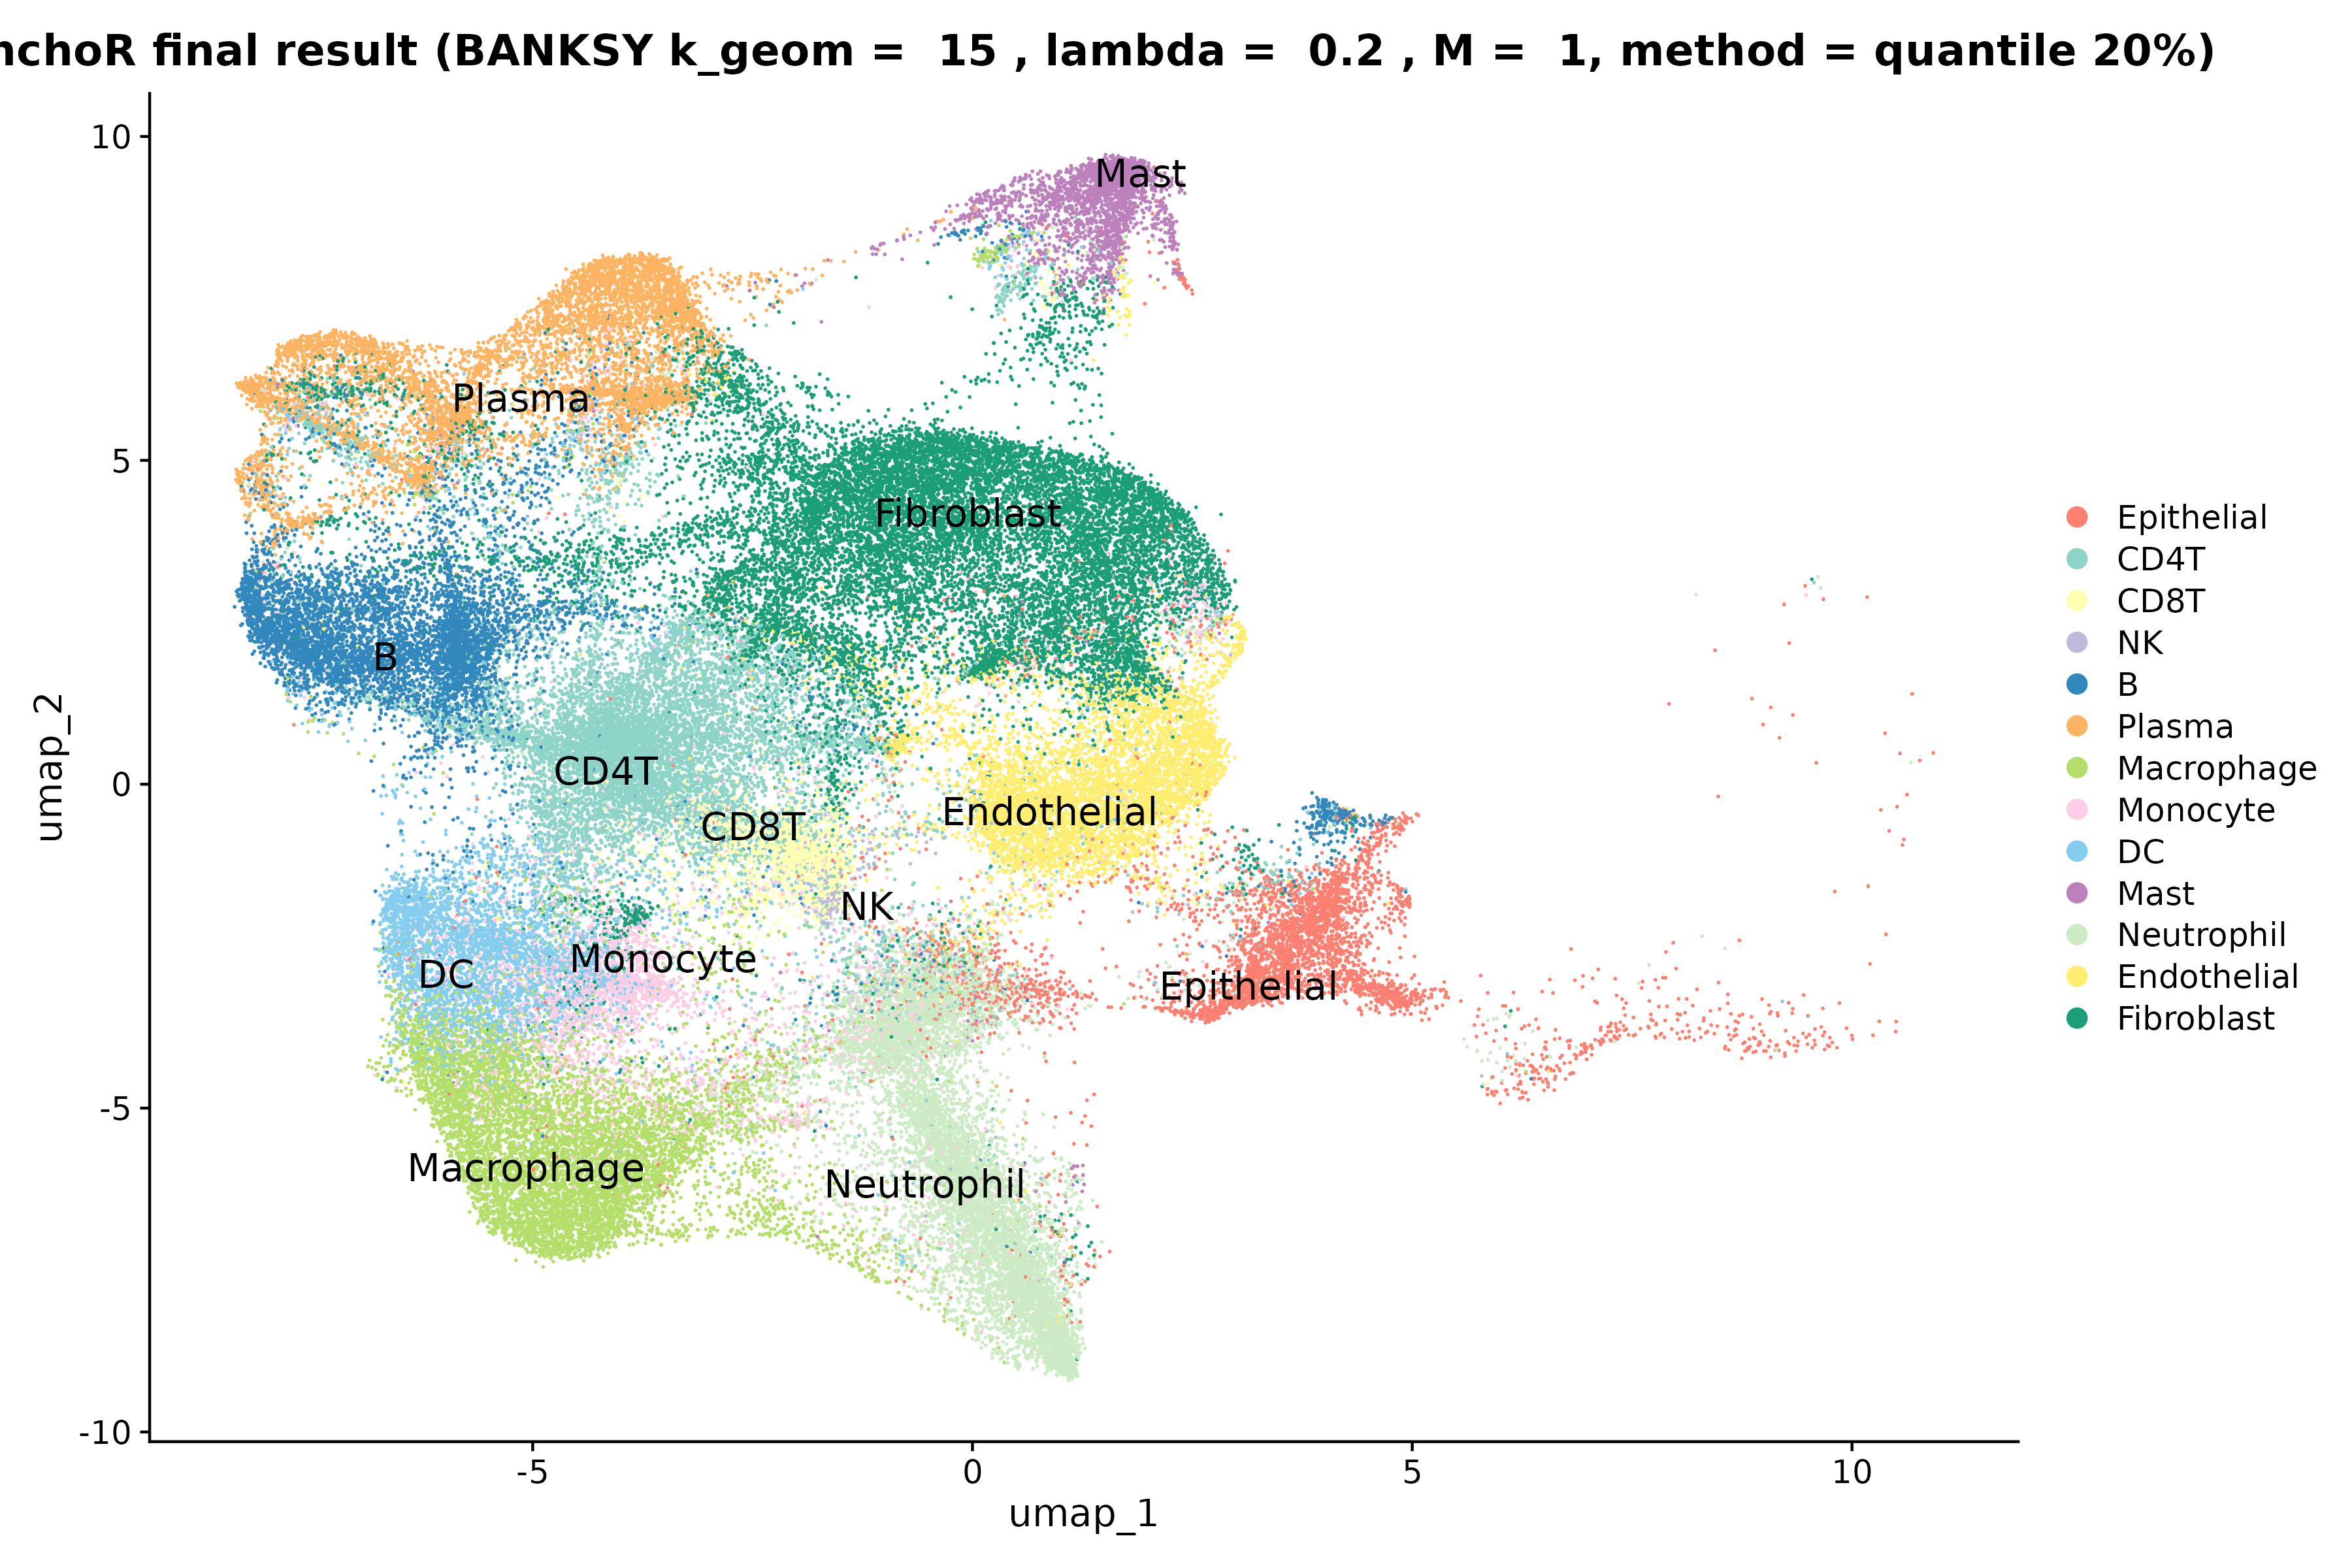 nchoR final result (BANKSY k_geom =  15 , lambda =  0.2 , M =  1, method = quantile 20%)
10
5
0
-5
-10
umap_2
Mast
Plasma
Fibroblast
B
CD4T
CD8T
Endothelial
NK
Monocyte
DC
Epithelial
Macrophage
Neutrophil
-5
0
5
10
umap_1
Epithelial
CD4T
CD8T
NK
B
Plasma
Macrophage
Monocyte
DC
Mast
Neutrophil
Endothelial
Fibroblast